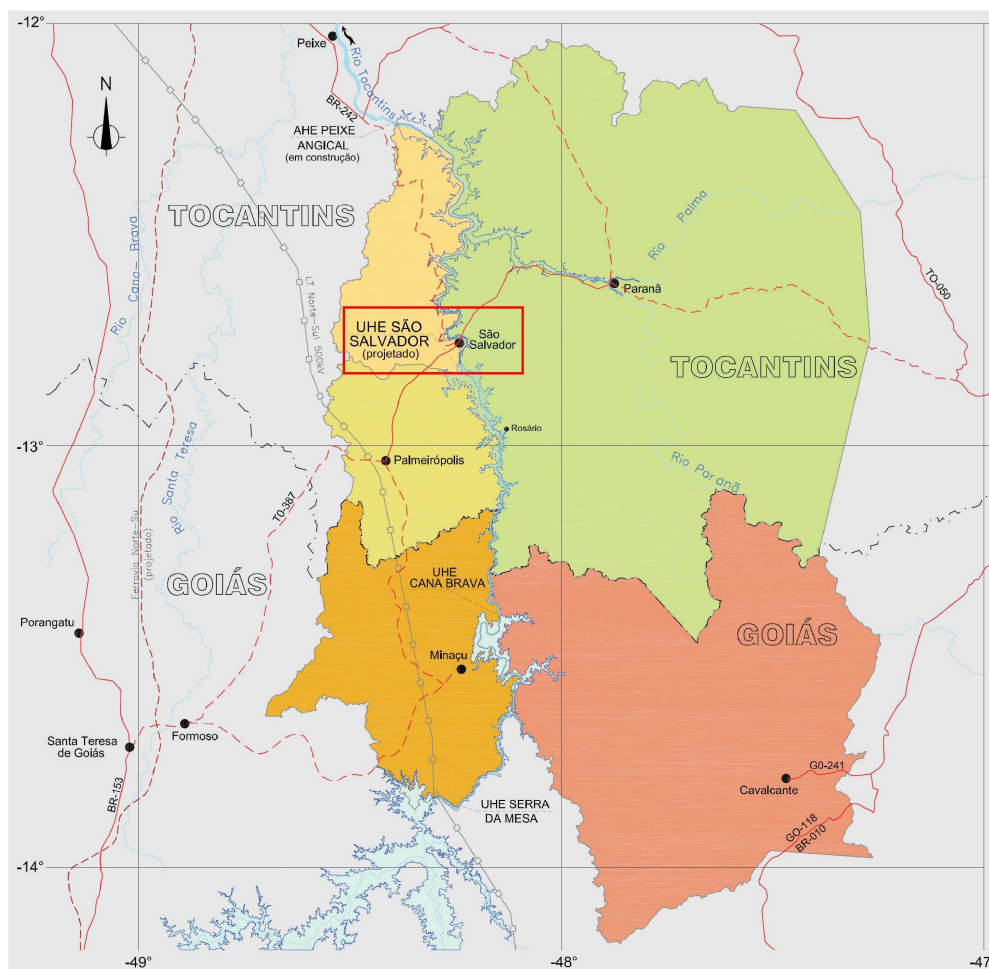 -12°
Peixe
Rio Tocantins
N
BR-242
AHE PEIXE
ANGICAL
(em construção)
TOCANTINS
Rio Palma
Rio Cana-Brava
TO-050
LT Norte-Sul 500kV
Paranã
UHE SÃO
SALVADOR
(projetado)
São
Salvador
TOCANTINS
Rosário
-13°
Palmeirópolis
Rio Paranã
Rio Santa Teresa
T0-387
Ferrovia Norte-Su
(projetado)
GOIÁS
UHE
CANA BRAVA
Porangatu
GOIÁS
Minaçu
Formoso
Santa Teresa
de Goiás
BR-153
G0-241
Cavalcante
UHE SERRA
DA MESA
GO-118
BR-010
-14°
-49°
-48°
-47